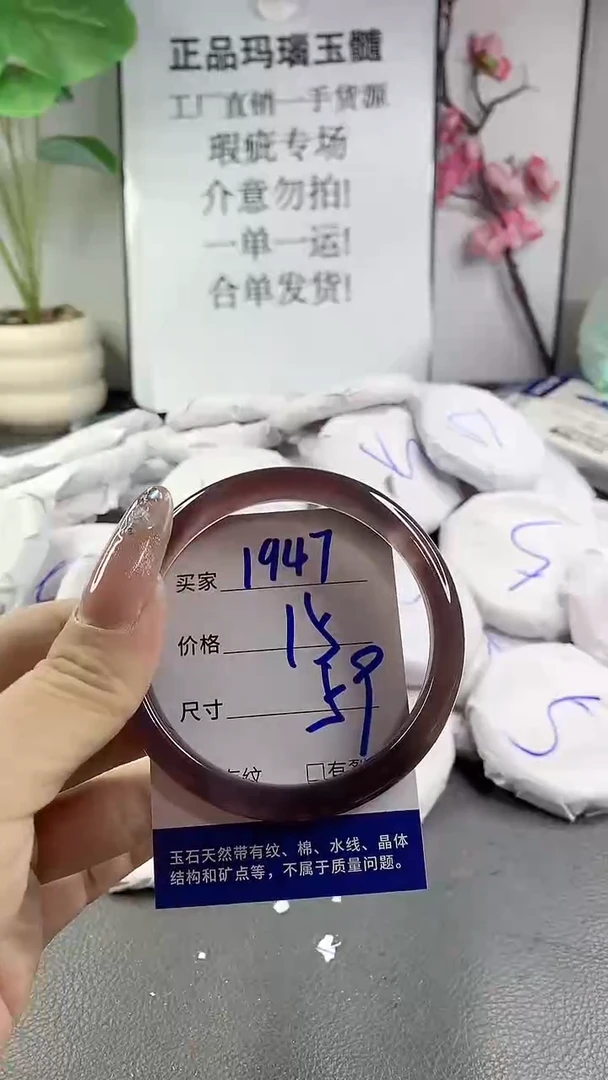 正品玛瑙玉髓
工厂直销一手货源
瑕疵专场
介意勿拍!
一单一运!
合单发货!
买家 1947
价格 15
尺寸 59
纹 □有裂
玉石天然带有纹、棉、水线、晶体
结构和矿点等，不属于质量问题。